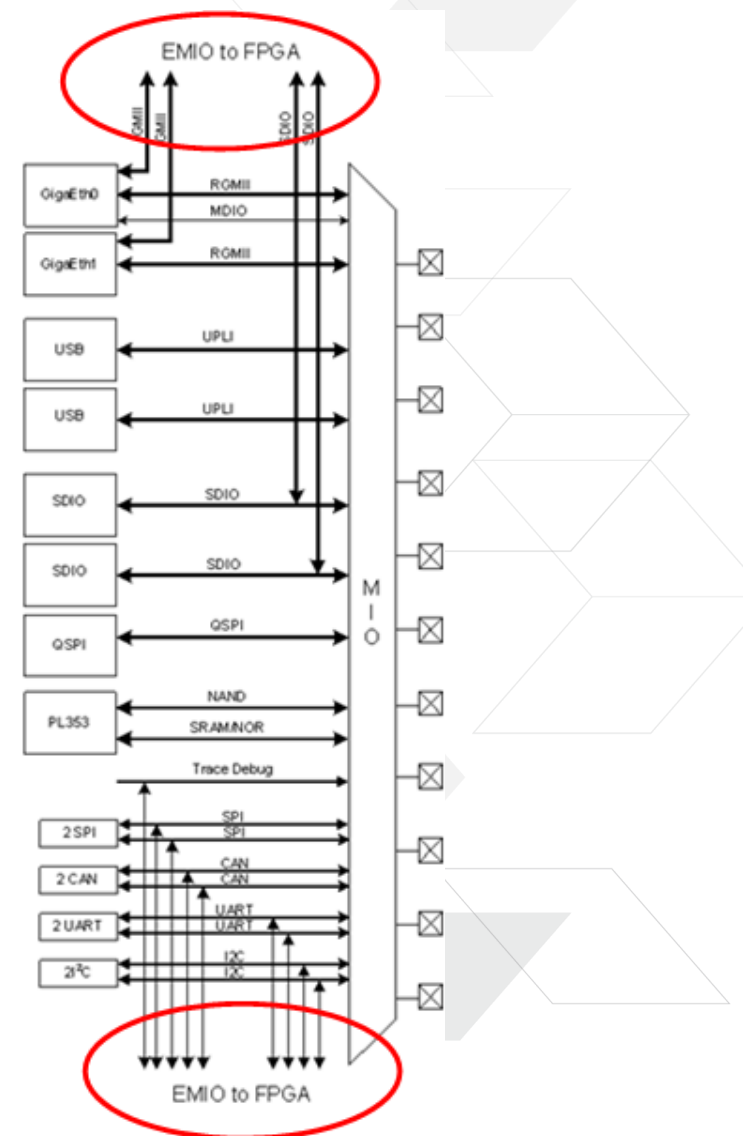 EMIO to FPGA
GMII
GMII
SDIO
SDIO
GigaEth0
RGMII
MDIO
GigaEth1
RGMII
USB
UPLI
USB
UPLI
SDIO
SDIO
SDIO
SDIO
MIO
QSPI
QSPI
PL353
NAND
SRAM/NOR
Trace Debug
2 SPI
SPI
SPI
2 CAN
CAN
CAN
2 UART
UART
UART
2I²C
I2C
I2C
EMIO to FPGA